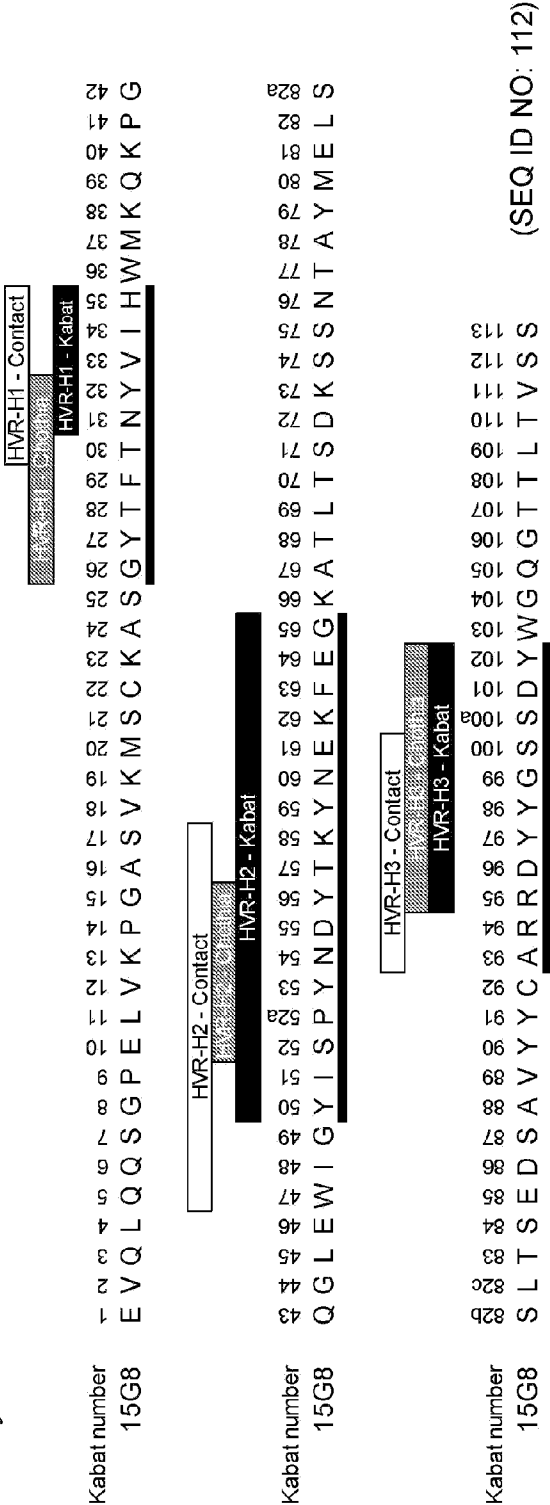 HVR-H1 - Contact
HVR-H1 - Kabat
Kabat number 1 2 3 4 5 6 7 8 9 10 11 12 13 14 15 16 17 18 19 20 21 22 23 24 25 26 27 28 29 30 31 32 33 34 35 36 37 38 39 40 41 42
15G8 E V Q L Q Q S G P E L V K P G A S V K M S C K A S G Y T F T N Y V I H W M K Q K P G
HVR-H2 - Contact
HVR-H2 - Kabat
Kabat number 43 44 45 46 47 48 49 50 51 52 52a 53 54 55 56 57 58 59 60 61 62 63 64 65 66 67 68 69 70 71 72 73 74 75 76 77 78 79 80 81 82 82a
15G8 Q G L E W I G Y I S P Y N D Y T K Y N E K F E G K A T L T S D K S S N T A Y M E L S
HVR-H3 - Contact
HVR-H3 - Kabat
Kabat number 82b 82c 83 84 85 86 87 88 89 90 91 92 93 94 95 96 97 98 99 100 100a 101 102 103 104 105 106 107 108 109 110 111 112 113
15G8 S L T S E D S A V Y Y C A R R D Y Y G S S D Y W G Q G T T L T V S S
(SEQ ID NO: 112)